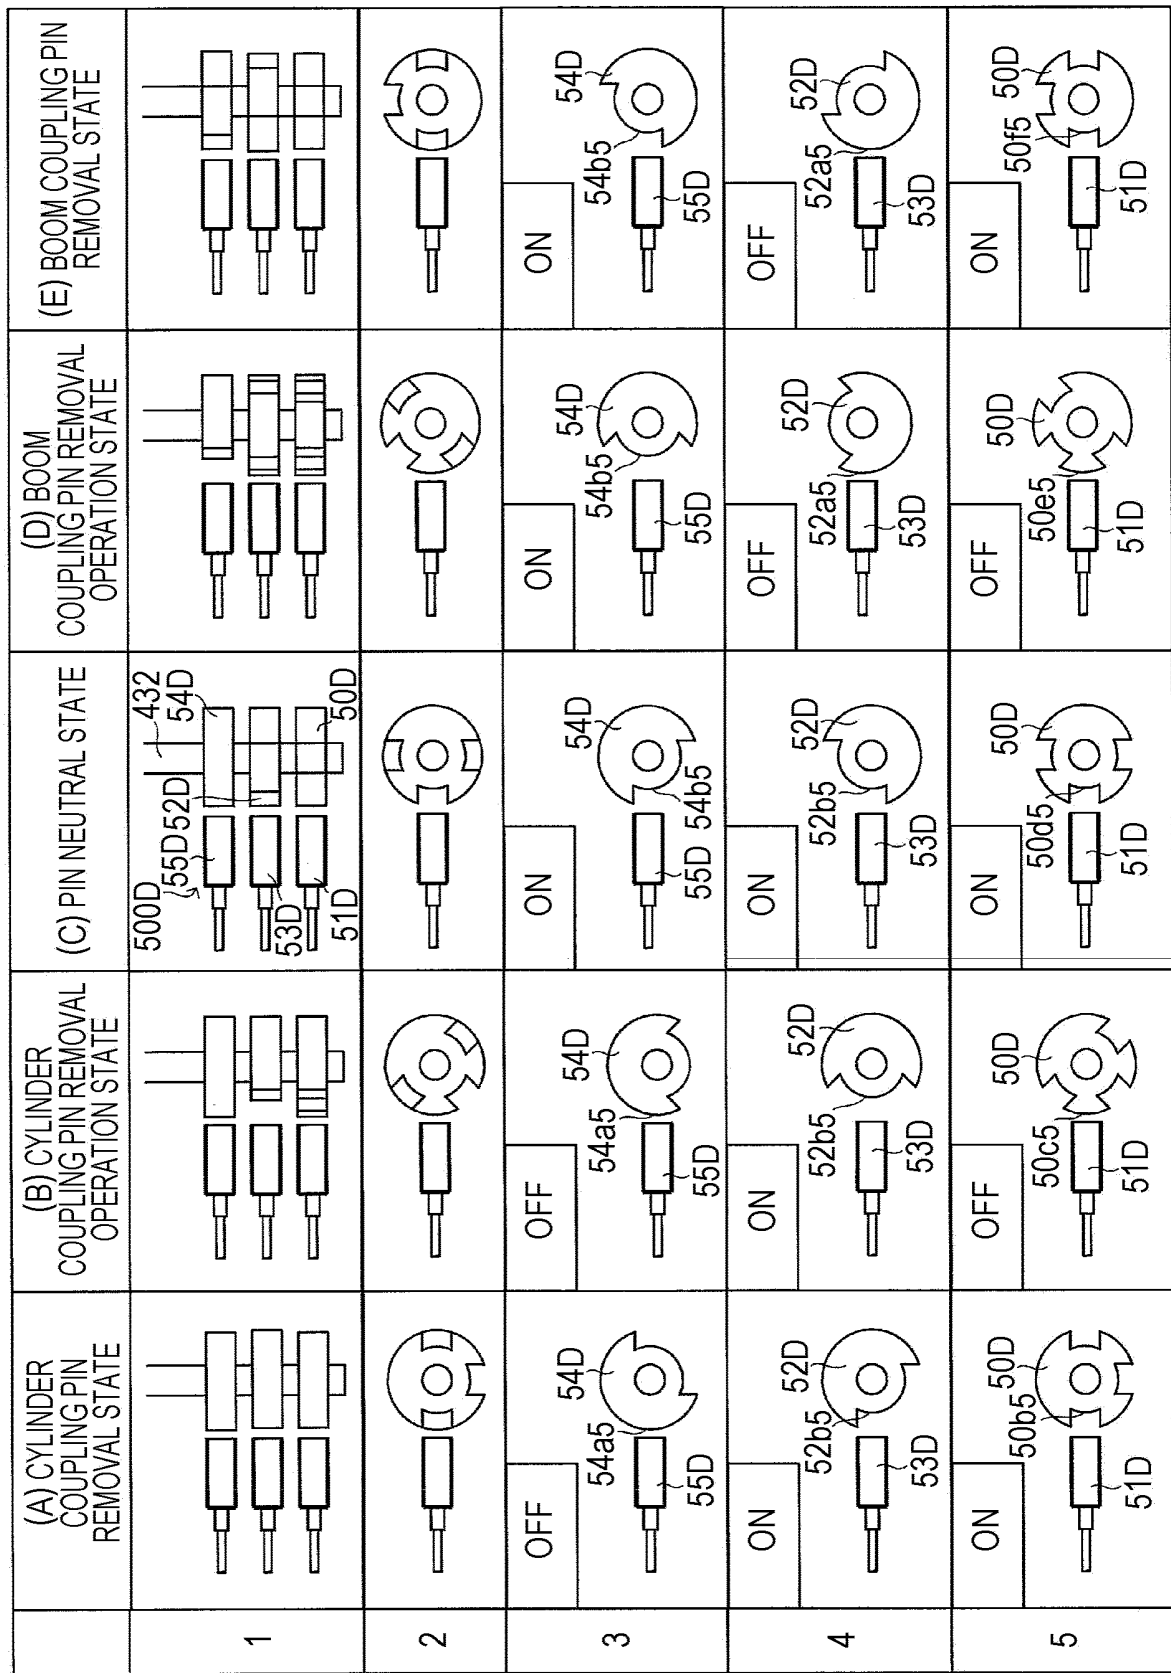 (A) CYLINDER
COUPLING PIN
REMOVAL STATE
(B) CYLINDER
COUPLING PIN REMOVAL
OPERATION STATE
(C) PIN NEUTRAL STATE
(D) BOOM
COUPLING PIN REMOVAL
OPERATION STATE
(E) BOOM COUPLING PIN
REMOVAL STATE
1
500D
55D
52D
432
54D
53D
51D
50D
2
3
OFF
54a5
54D
55D
OFF
54a5
54D
55D
ON
54D
55D
54b5
ON
54b5
54D
55D
ON
54b5
54D
55D
4
ON
52b5
52D
53D
ON
52b5
52D
53D
ON
52b5
52D
53D
OFF
52a5
52D
53D
OFF
52a5
52D
53D
5
ON
50b5
50D
51D
OFF
50c5
50D
51D
ON
50d5
50D
51D
OFF
50e5
50D
51D
ON
50f5
50D
51D